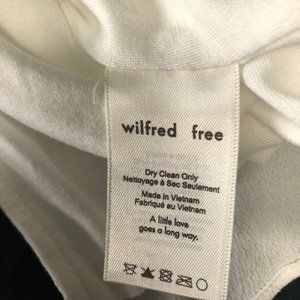 wilfred free
Dry Clean Only
Nettoyage à Sec Seulement
Made in Vietnam
Fabriqué au Vietnam
A little love
goes a long way.